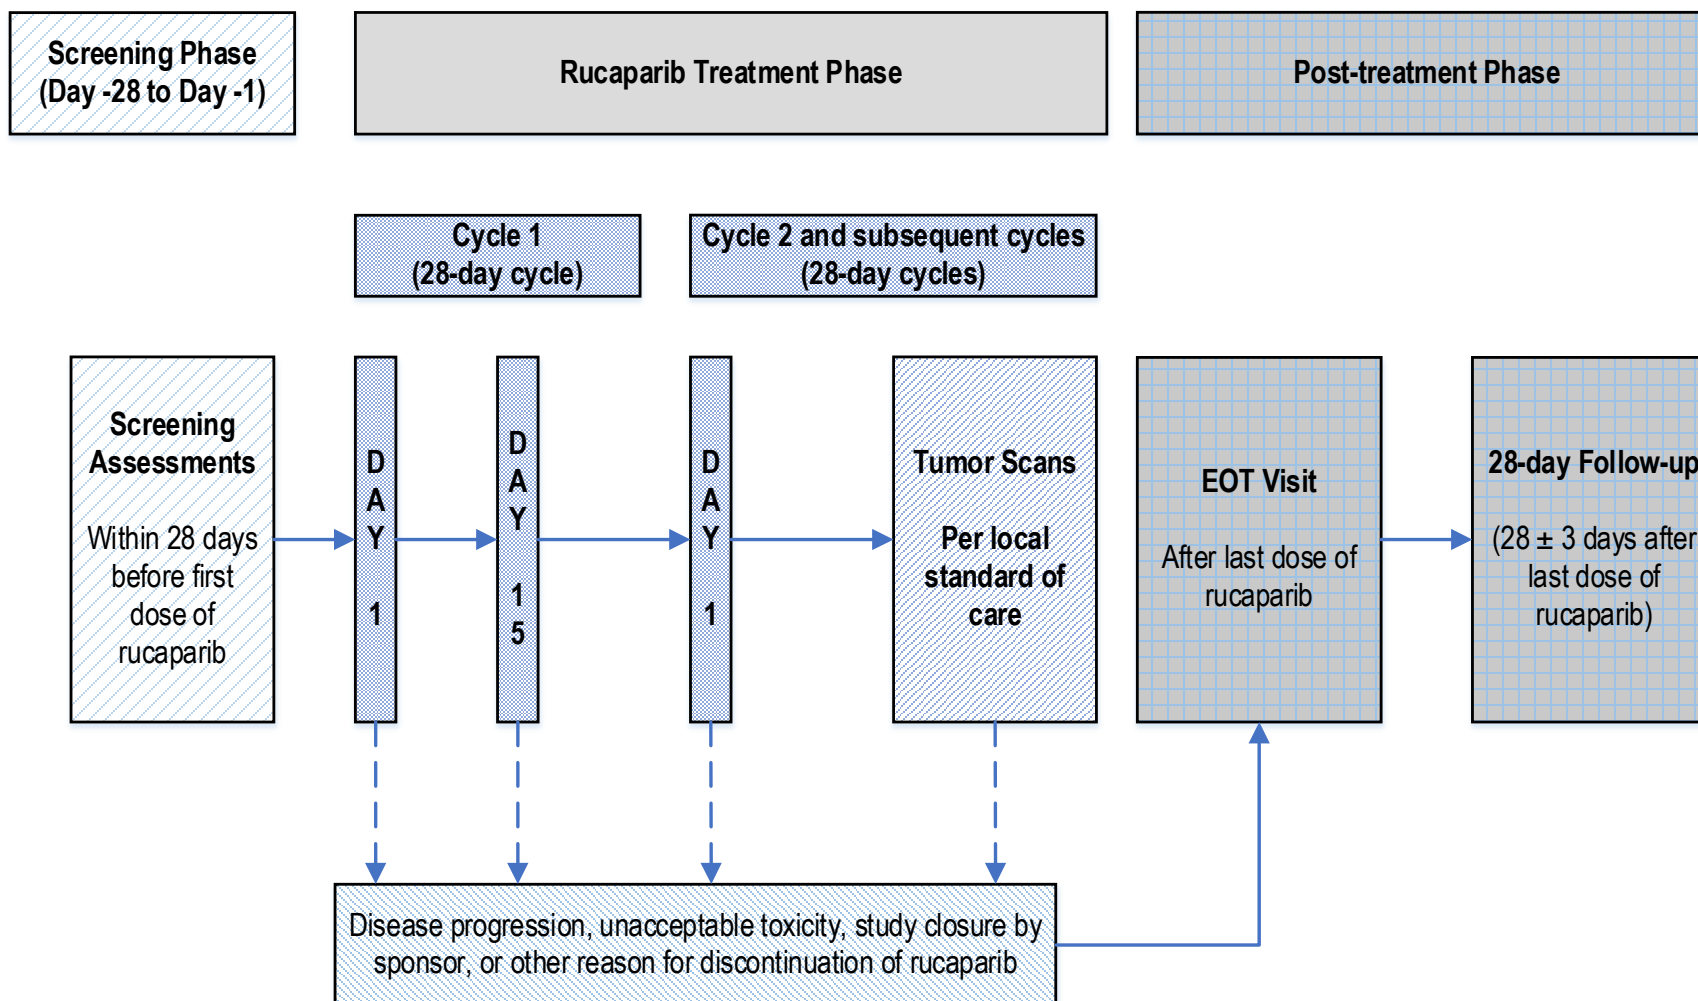 Screening Phase
(Day -28 to Day -1)
Rucaparib Treatment Phase
Post-treatment Phase
Cycle 1
(28-day cycle)
Cycle 2 and subsequent cycles
(28-day cycles)
Screening
Assessments
Within 28 days
before first
dose of
rucaparib
D
A
Y
1
D
A
Y
1
5
D
A
Y
1
Tumor Scans
Per local
standard of
care
EOT Visit
After last dose of
rucaparib
28-day Follow-up
(28 ± 3 days after
last dose of
rucaparib)
Disease progression, unacceptable toxicity, study closure by
sponsor, or other reason for discontinuation of rucaparib